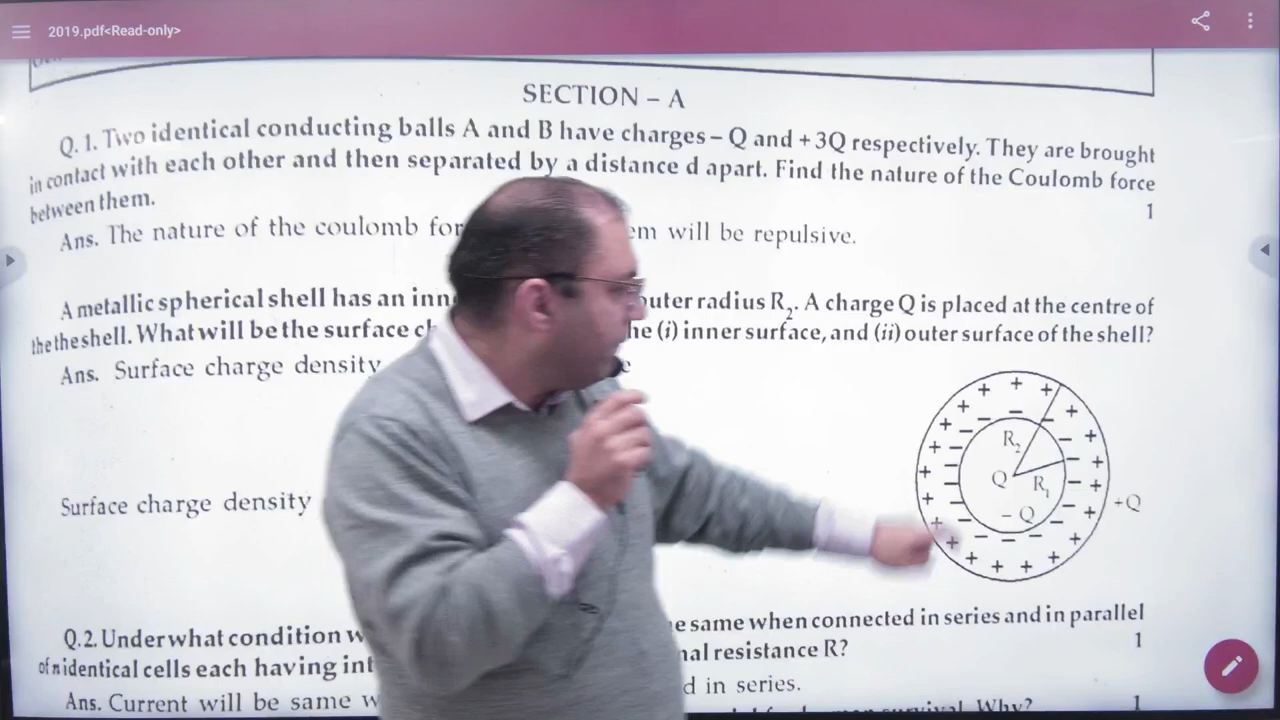 2019.pdf<Read-only>
SECTION – A
Q. 1. Two identical conducting balls A and B have charges – Q and + 3Q respectively. They are brought
in contact with each other and then separated by a distance d apart. Find the nature of the Coulomb force
between them.
1
Ans. The nature of the coulomb for em will be repulsive.
A metallic spherical shell has an inn outer radius R2. A charge Q is placed at the centre of
the the shell. What will be the surface ch he (i) inner surface, and (ii) outer surface of the shell?
Ans. Surface charge density
R2
Q
R1
– Q
+Q
Surface charge density
Q.2. Under what condition w e same when connected in series and in parallel
of n identical cells each having int nal resistance R?
1
Ans. Current will be same w d in series.
survival. Why?
1